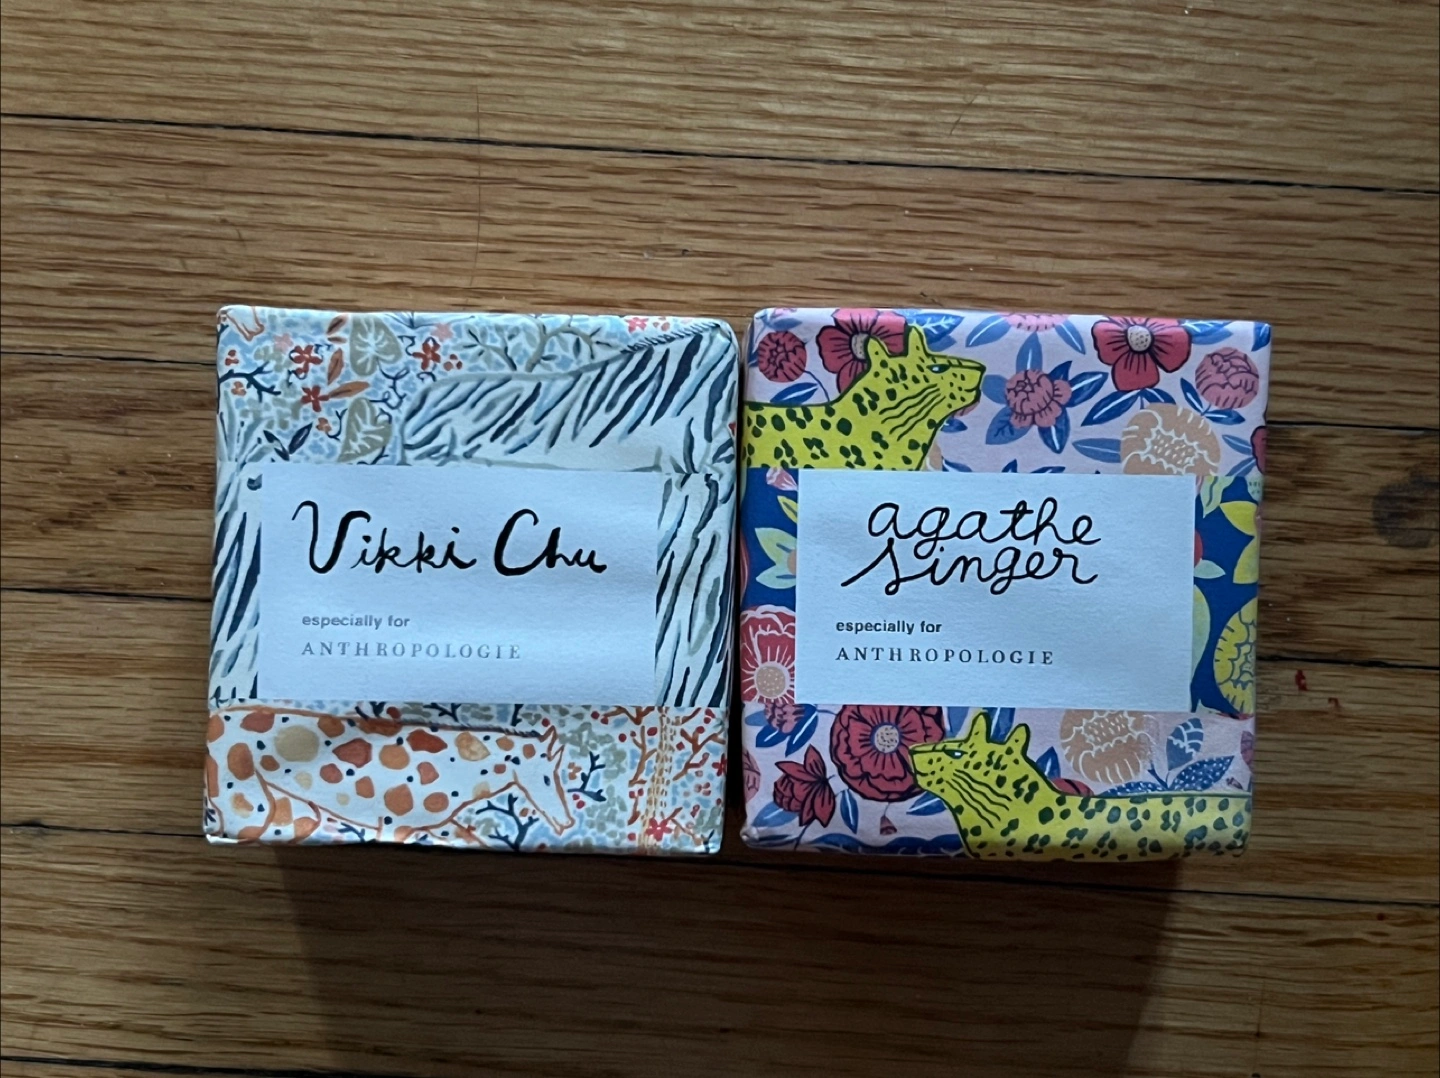 Vikki Chu
especially for
ANTHROPOLOGIE
agathe
singer
especially for
ANTHROPOLOGIE